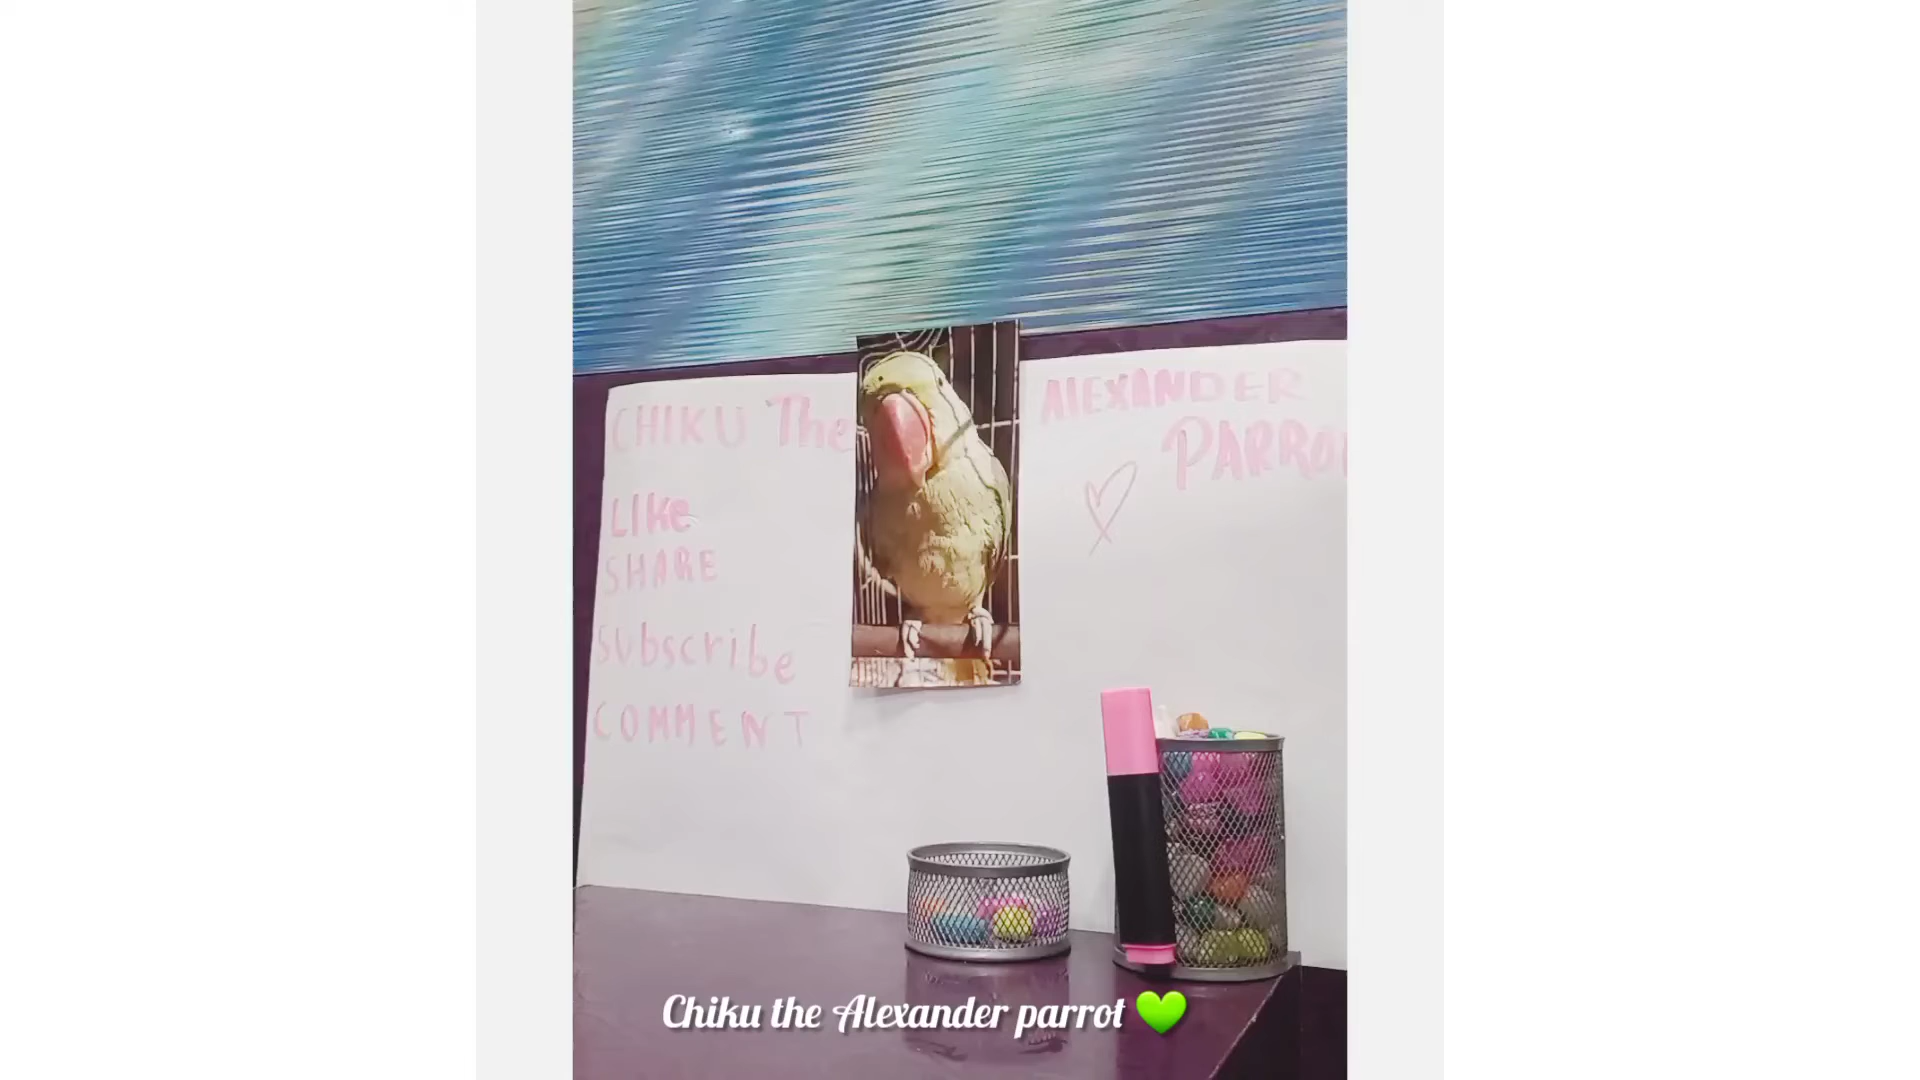 CHIKU The
ALEXANDER
PARROT
LIKe
SHARE
Subscribe
COMMENT
Chiku the Alexander parrot 💚